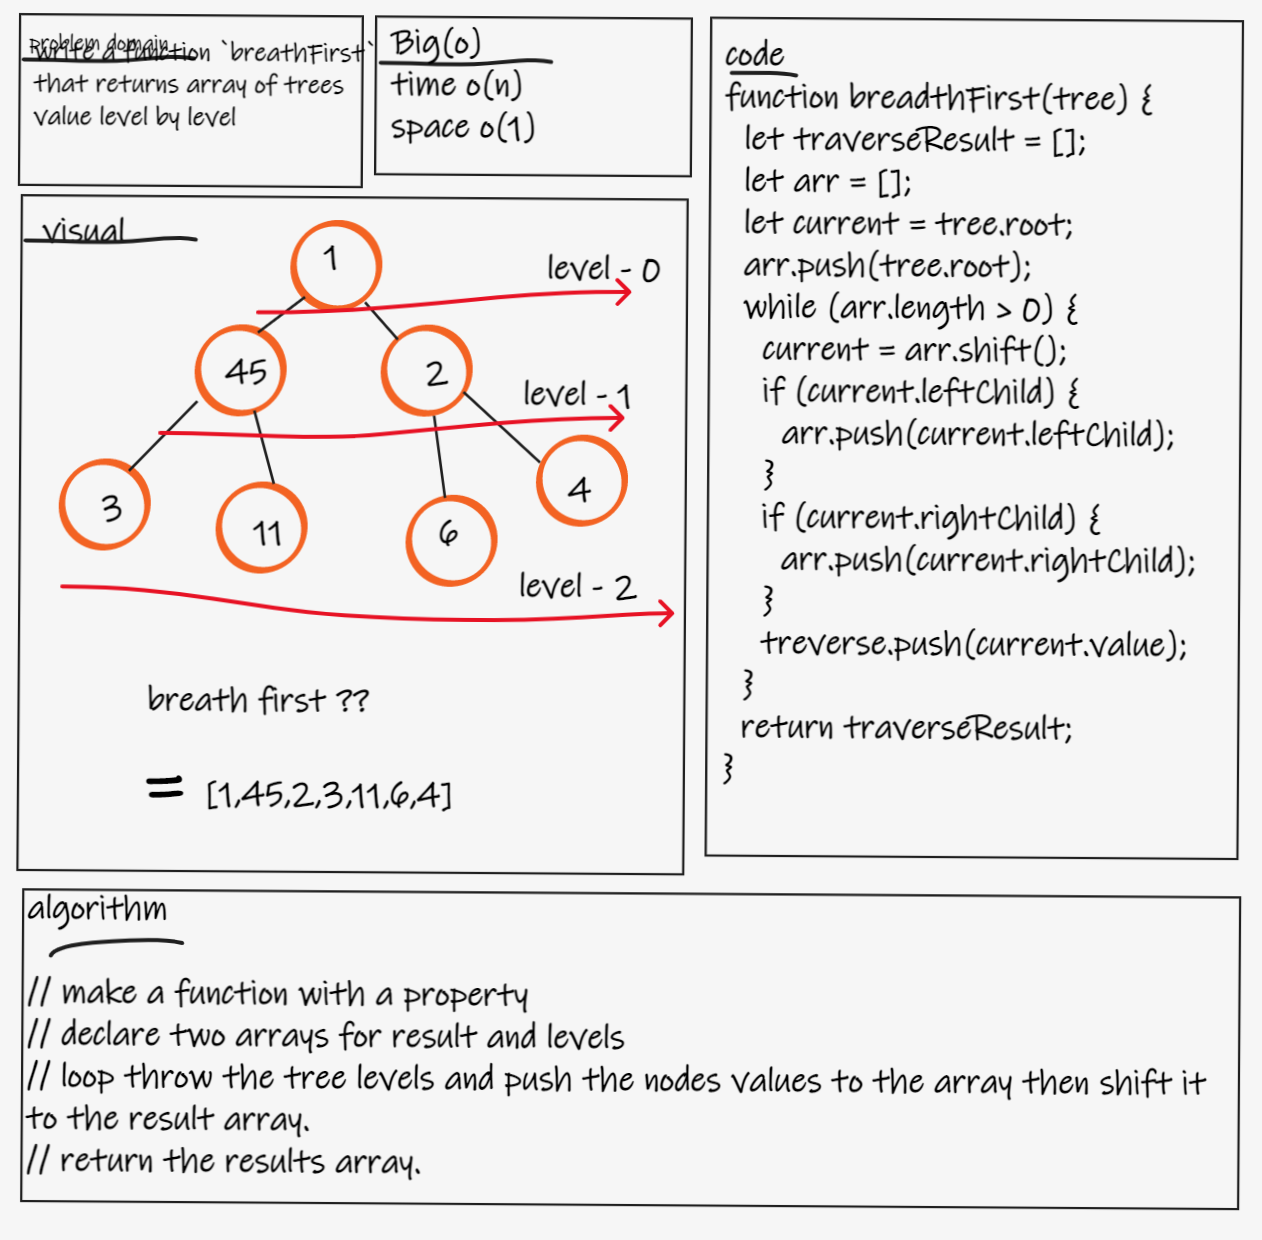 problem domain
write a function `breathFirst`
that returns array of trees
value level by level
Big(o)
time o(n)
space o(1)
visual
1
level - 0
45
2
level - 1
3
11
6
4
level - 2
breath first ??
= [1,45,2,3,11,6,4]
code
function breadthFirst(tree) {
let traverseResult = [];
let arr = [];
let current = tree.root;
arr.push(tree.root);
while (arr.length > 0) {
current = arr.shift();
if (current.leftChild) {
arr.push(current.leftChild);
}
if (current.rightChild) {
arr.push(current.rightChild);
}
treverse.push(current.value);
}
return traverseResult;
}
algorithm
// make a function with a property
// declare two arrays for result and levels
// loop throw the tree levels and push the nodes values to the array then shift it
to the result array.
// return the results array.